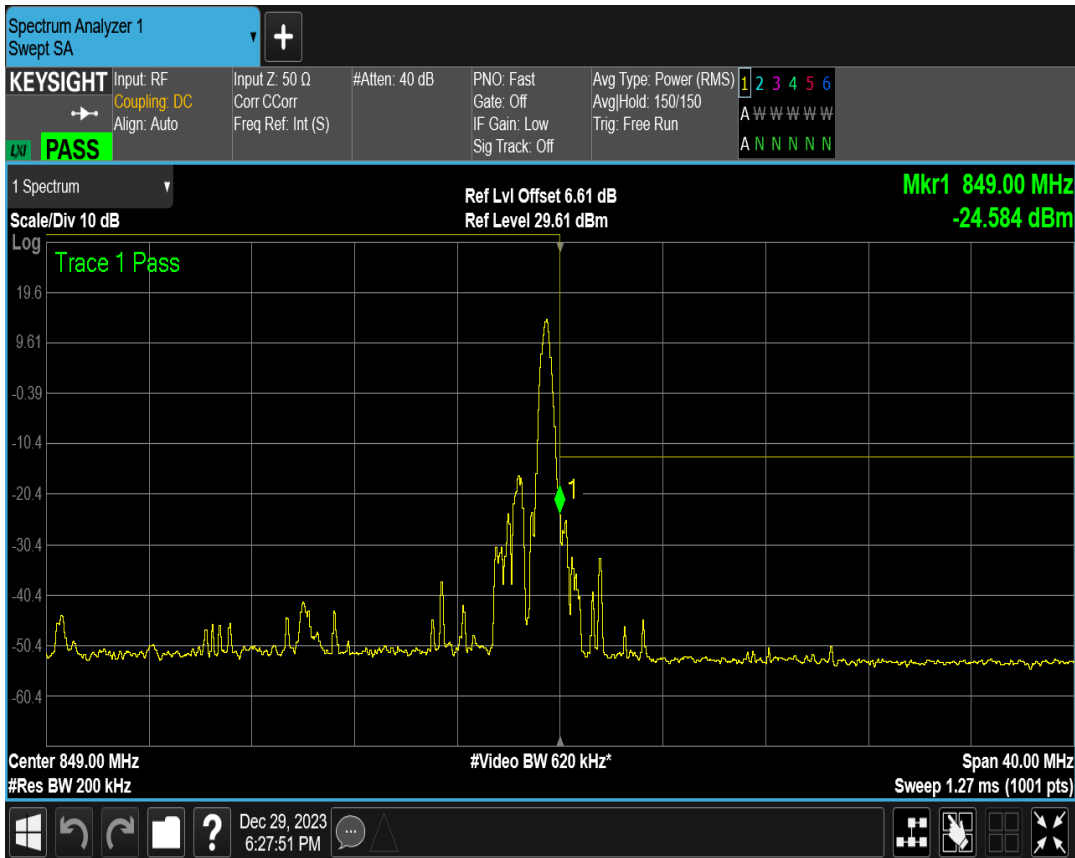 Spectrum Analyzer 1
Swept SA
KEYSIGHT
LXI PASS
Input: RF
Coupling: DC
Align: Auto
Input Z: 50 Ω
Corr CCorr
Freq Ref: Int (S)
#Atten: 40 dB
PNO: Fast
Gate: Off
IF Gain: Low
Sig Track: Off
Avg Type: Power (RMS)
Avg|Hold: 150/150
Trig: Free Run
1 2 3 4 5 6
A W W W W W
A N N N N N
1 Spectrum
Scale/Div 10 dB
Ref Lvl Offset 6.61 dB
Ref Level 29.61 dBm
Mkr1 849.00 MHz
-24.584 dBm
Log
Trace 1 Pass
19.6
9.61
-0.39
-10.4
-20.4
-30.4
-40.4
-50.4
-60.4
1
Center 849.00 MHz
#Res BW 200 kHz
#Video BW 620 kHz*
Span 40.00 MHz
Sweep 1.27 ms (1001 pts)
Dec 29, 2023
6:27:51 PM